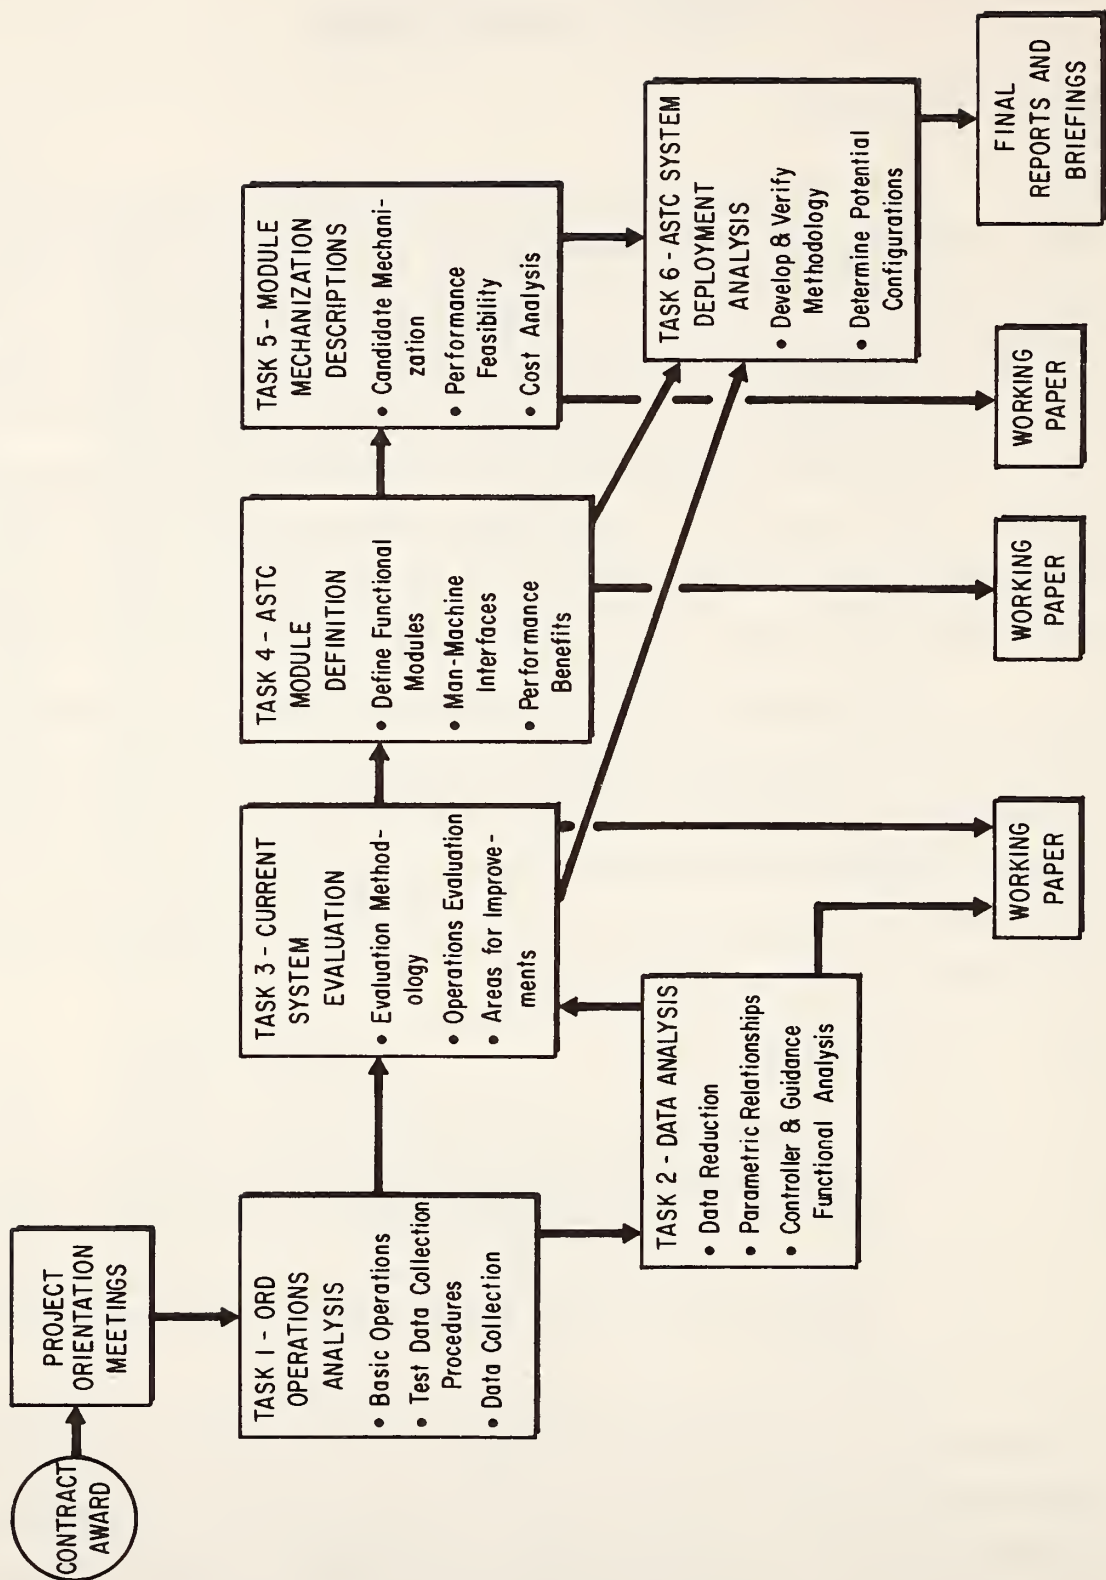 CONTRACT
AWARD
PROJECT
ORIENTATION
MEETINGS
TASK 1 - ORD
OPERATIONS
ANALYSIS
• Basic Operations
• Test Data Collection
Procedures
• Data Collection
TASK 2 - DATA ANALYSIS
• Data Reduction
• Parametric Relationships
• Controller & Guidance
Functional Analysis
TASK 3 - CURRENT
SYSTEM
EVALUATION
• Evaluation Method-
ology
• Operations Evaluation
• Areas for Improve-
ments
WORKING
PAPER
TASK 4 - ASTC
MODULE
DEFINITION
• Define Functional
Modules
• Man-Machine
Interfaces
• Performance
Benefits
WORKING
PAPER
TASK 5 - MODULE
MECHANIZATION
DESCRIPTIONS
• Candidate Mechani-
zation
• Performance
Feasibility
• Cost Analysis
WORKING
PAPER
TASK 6 - ASTC SYSTEM
DEPLOYMENT
ANALYSIS
• Develop & Verify
Methodology
• Determine Potential
Configurations
FINAL
REPORTS AND
BRIEFINGS